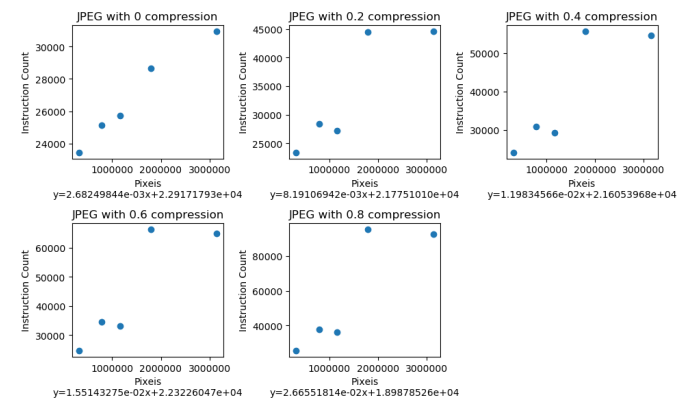 JPEG with 0 compression
30000
28000
26000
24000
Instruction Count
1000000 2000000 3000000
Pixeis
y=2.68249844e-03x+2.29171793e+04
JPEG with 0.2 compression
45000
40000
35000
30000
25000
Instruction Count
1000000 2000000 3000000
Pixeis
y=8.19106942e-03x+2.17751010e+04
JPEG with 0.4 compression
50000
40000
30000
Instruction Count
1000000 2000000 3000000
Pixeis
y=1.19834566e-02x+2.16053968e+04
JPEG with 0.6 compression
60000
50000
40000
30000
Instruction Count
1000000 2000000 3000000
Pixeis
y=1.55143275e-02x+2.23226047e+04
JPEG with 0.8 compression
80000
60000
40000
Instruction Count
1000000 2000000 3000000
Pixeis
y=2.66551814e-02x+1.89878526e+04